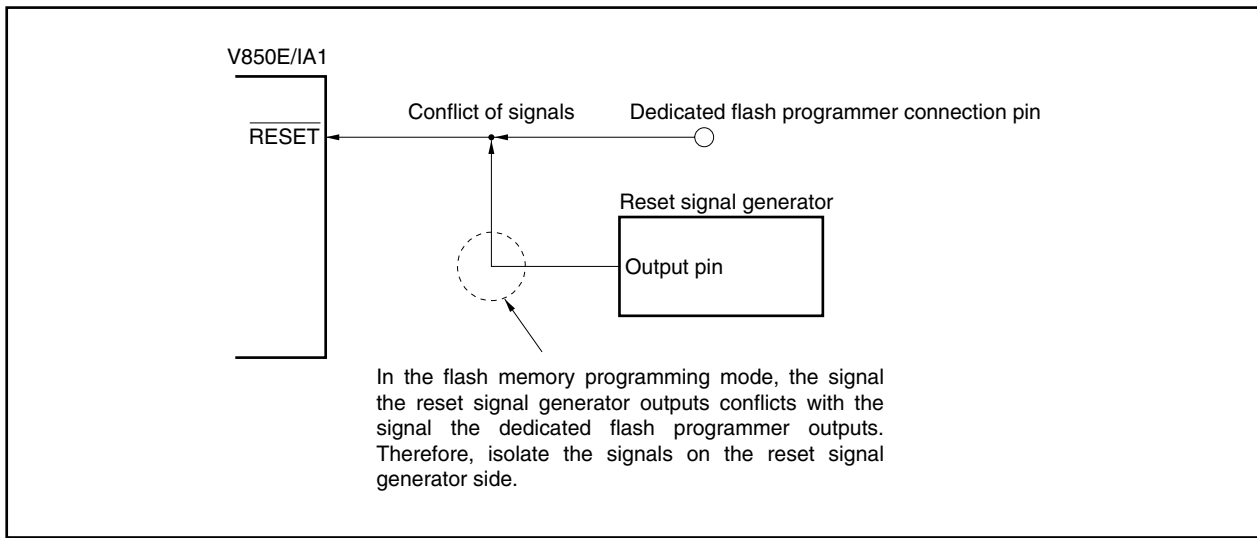 V850E/IA1
Conflict of signals
Dedicated flash programmer connection pin
RESET
Reset signal generator
Output pin
In the flash memory programming mode, the signal
the reset signal generator outputs conflicts with the
signal the dedicated flash programmer outputs.
Therefore, isolate the signals on the reset signal
generator side.